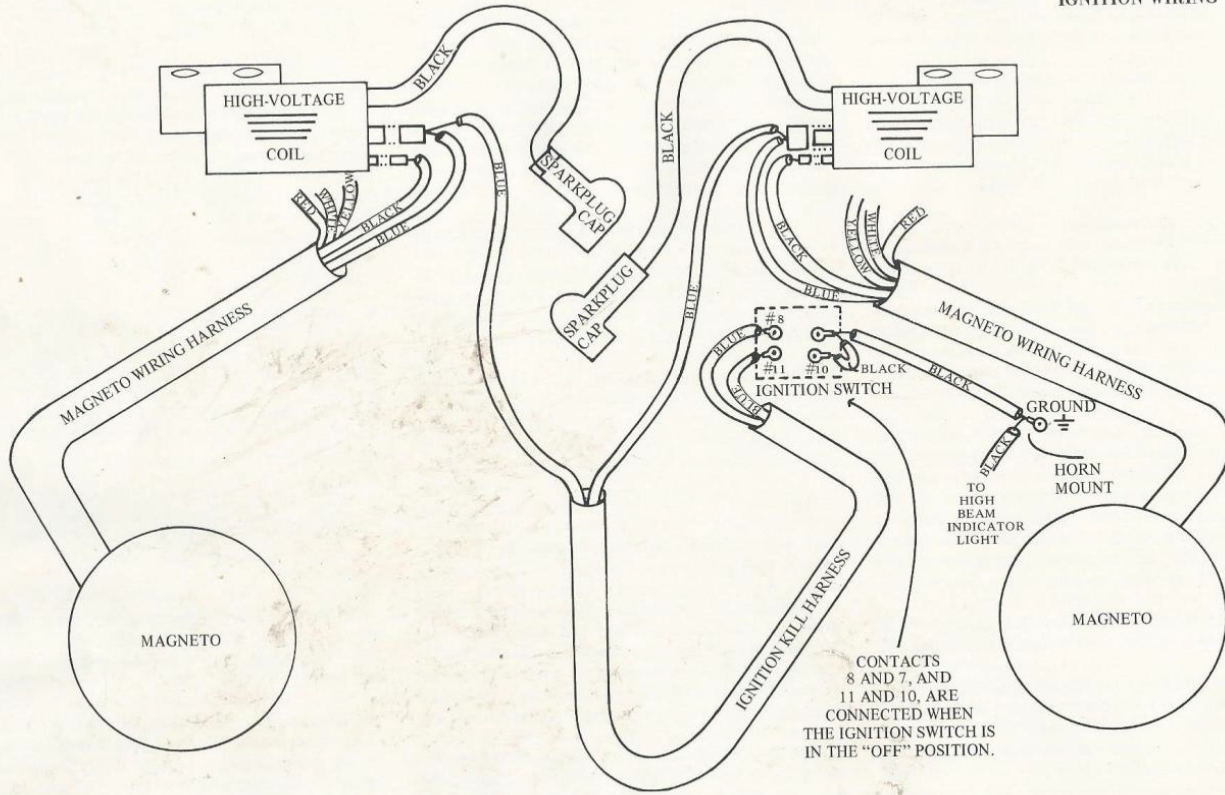 IGNITION WIRING
BLACK
HIGH-VOLTAGE
COIL
RED
WHITE
YELLOW
BLACK
BLUE
BLUE
SPARKPLUG
CAP
BLACK
SPARKPLUG
CAP
BLUE
HIGH-VOLTAGE
COIL
BLACK
BLUE
YELLOW
WHITE
RED
MAGNETO WIRING HARNESS
MAGNETO WIRING HARNESS
#8
#11
#10
BLUE
BLUE
BLACK
IGNITION SWITCH
BLACK
GROUND
BLACK
HORN
MOUNT
TO
HIGH
BEAM
INDICATOR
LIGHT
MAGNETO
MAGNETO
IGNITION KILL HARNESS
CONTACTS
8 AND 7, AND
11 AND 10, ARE
CONNECTED WHEN
THE IGNITION SWITCH IS
IN THE “OFF” POSITION.